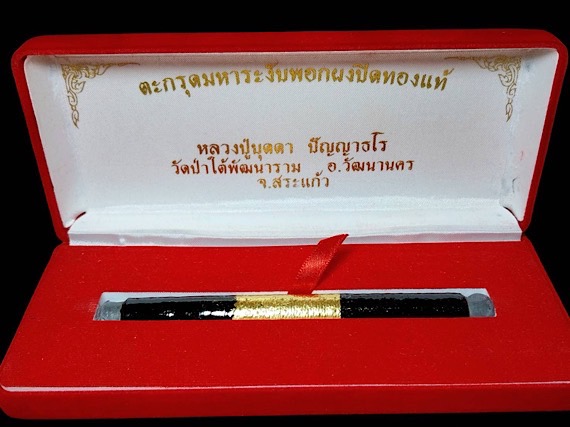 ตะกรุดมหาระงับพอกผงปิดทองแท้
หลวงปู่บุดดา ปัญญาธโร
วัดป่าใต้พัฒนาราม อ.วัฒนานคร
จ.สระแก้ว